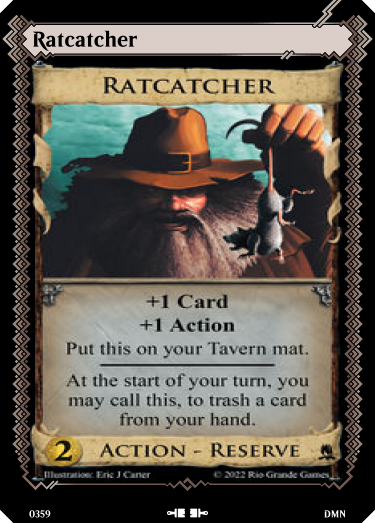 Ratcatcher
RATCATCHER
+1 Card
+1 Action
Put this on your Tavern mat.
At the start of your turn, you
may call this, to trash a card
from your hand.
2 ACTION - RESERVE
Illustration: Eric J Carter © 2022 Rio Grande Games
0359 DMN